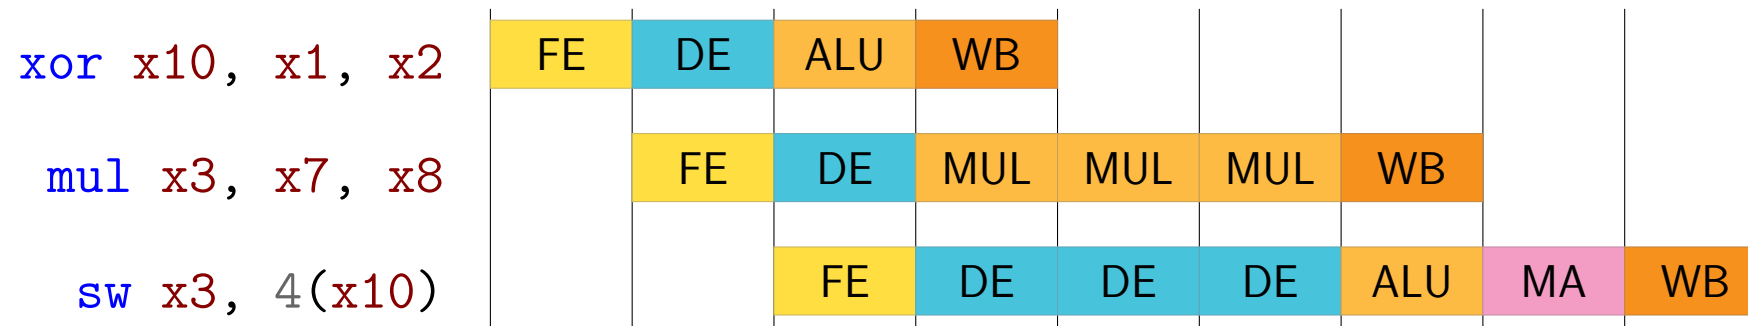 xor x10, x1, x2 FE DE ALU WB
mul x3, x7, x8 FE DE MUL MUL MUL WB
sw x3, 4(x10) FE DE DE DE ALU MA WB